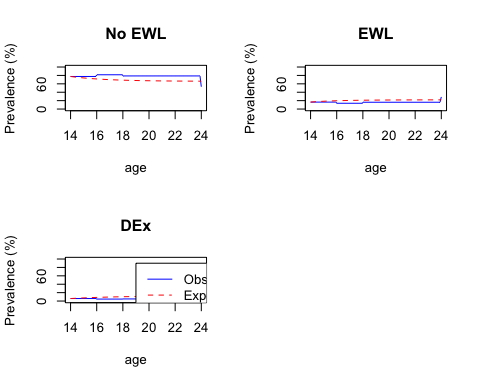 No EWL
Prevalence (%)
60
0
14 16 18 20 22 24
age
EWL
Prevalence (%)
60
0
14 16 18 20 22 24
age
DEx
Prevalence (%)
60
0
Obs
Exp
14 16 18 20 22 24
age